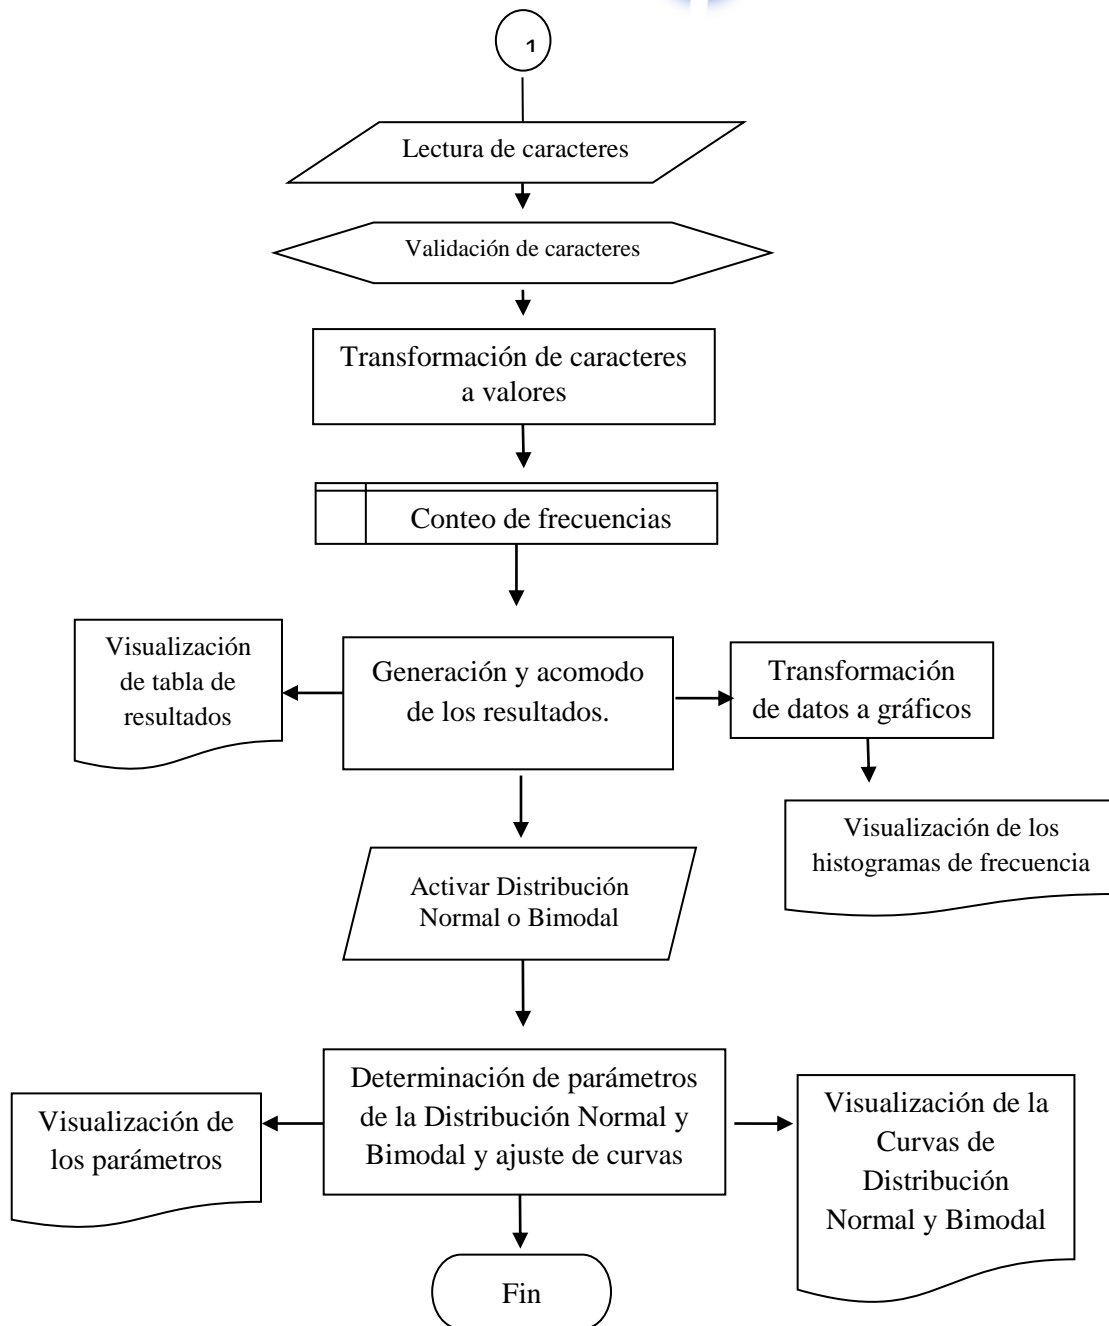 1
Lectura de caracteres
Validación de caracteres
Transformación de caracteres
a valores
Conteo de frecuencias
Visualización
de tabla de
resultados
Generación y acomodo
de los resultados.
Transformación
de datos a gráficos
Visualización de los
histogramas de frecuencia
Activar Distribución
Normal o Bimodal
Visualización de
los parámetros
Determinación de parámetros
de la Distribución Normal y
Bimodal y ajuste de curvas
Visualización de la
Curvas de
Distribución
Normal y Bimodal
Fin